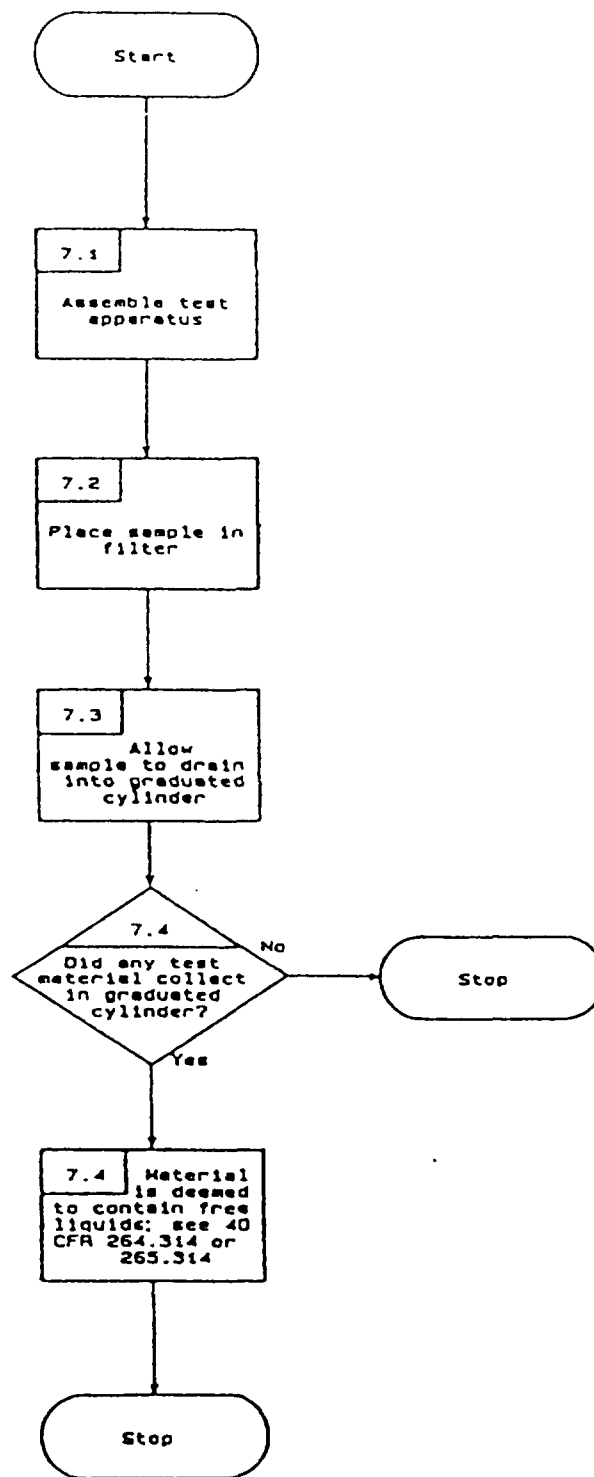 Start
7.1
Assemble test
apparatus
7.2
Place sample in
filter
7.3
Allow
sample to drain
into graduated
cylinder
7.4
Did any test
material collect
in graduated
cylinder?
No
Stop
Yes
7.4 Material
is deemed
to contain free
liquids; see 40
CFR 264.314 or
265.314
Stop